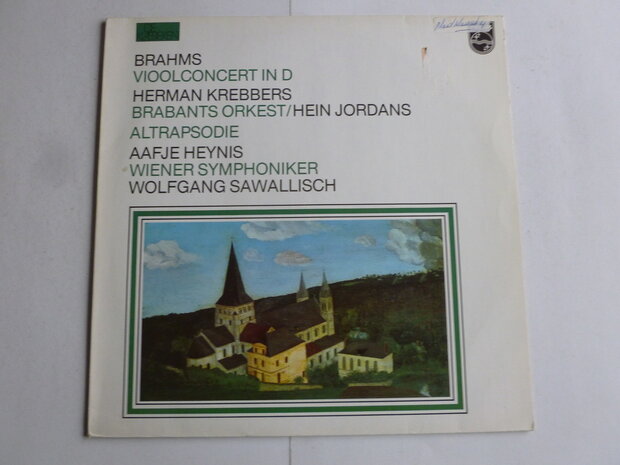 BRAHMS
VIOOLCONCERT IN D
HERMAN KREBBERS
BRABANTS ORKEST/HEIN JORDANS
ALTRAPSODIE
AAFJE HEYNIS
WIENER SYMPHONIKER
WOLFGANG SAWALLISCH